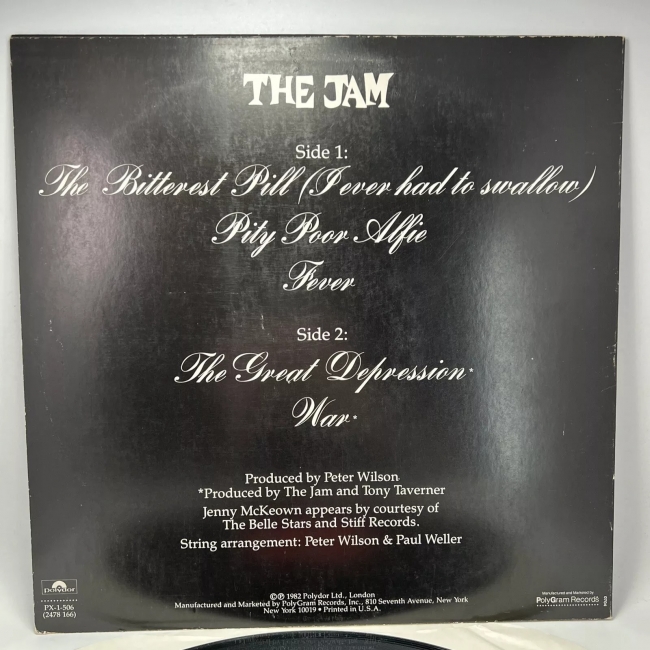 THE JAM
Side 1:
The Bitterest Pill (I ever had to swallow)
Pity Poor Alfie
Fever
Side 2:
The Great Depression*
War*
Produced by Peter Wilson
*Produced by The Jam and Tony Taverner
Jenny McKeown appears by courtesy of
The Belle Stars and Stiff Records.
String arrangement: Peter Wilson & Paul Weller
polydor
PX-1-506
(2478 166)
©℗ 1982 Polydor Ltd., London
Manufactured and Marketed by PolyGram Records, Inc., 810 Seventh Avenue, New York
New York 10019 • Printed in U.S.A.
Manufactured and Marketed by
PolyGram Records